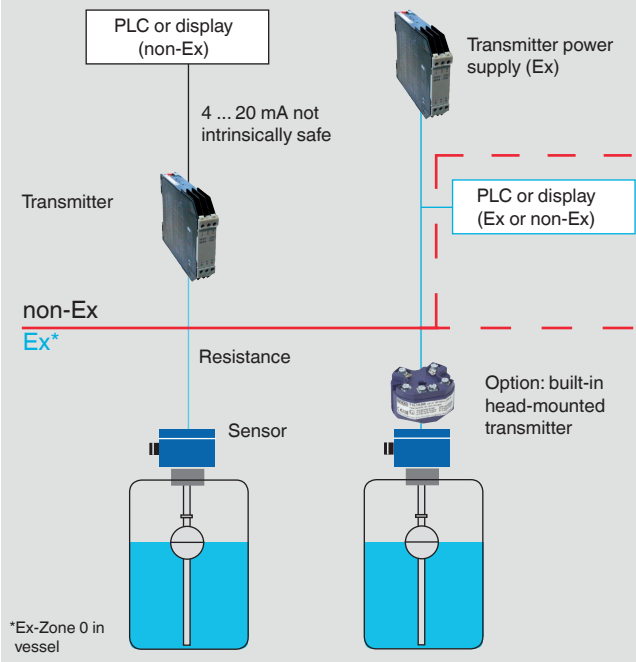 PLC or display
(non-Ex)
Transmitter power
supply (Ex)
4 ... 20 mA not
intrinsically safe
Transmitter
PLC or display
(Ex or non-Ex)
non-Ex
Ex*
Resistance
Option: built-in
head-mounted
transmitter
Sensor
*Ex-Zone 0 in
vessel